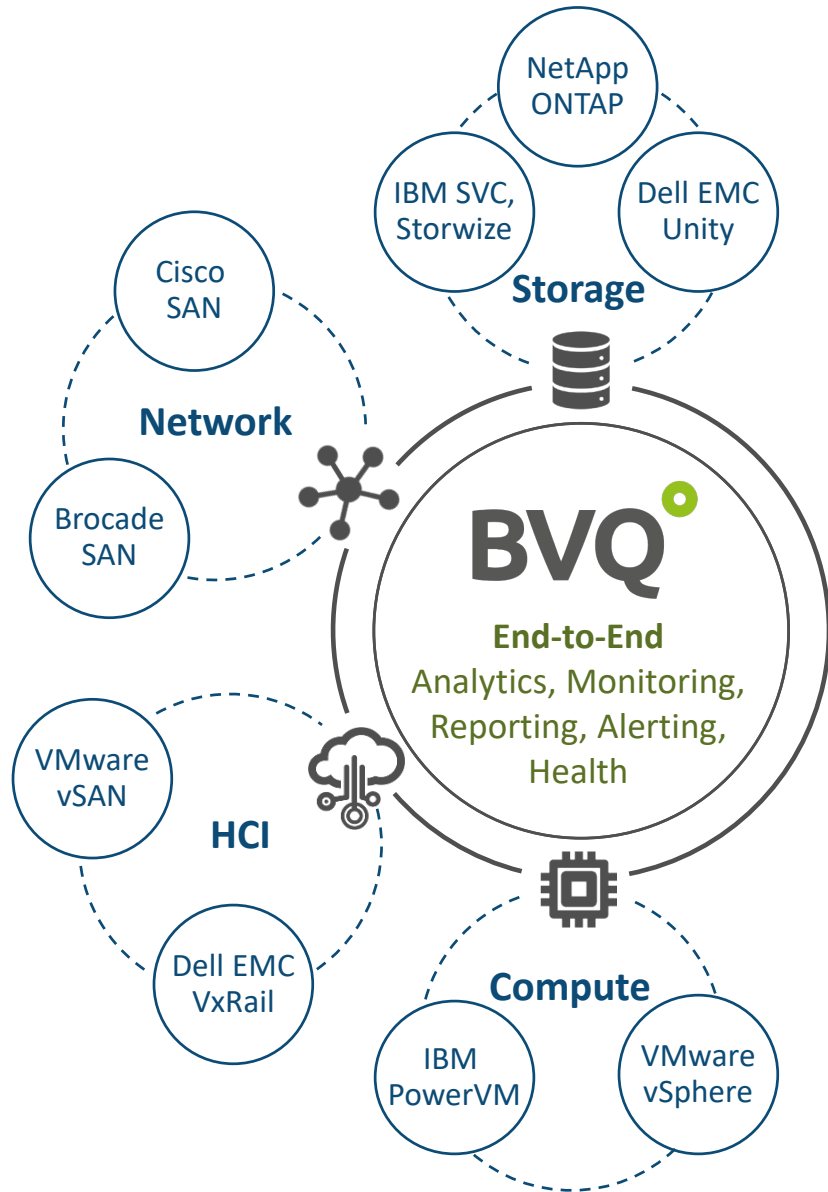 NetApp
ONTAP
IBM SVC,
Storwize
Dell EMC
Unity
Storage
Cisco
SAN
Network
Brocade
SAN
BVQ
End-to-End
Analytics, Monitoring,
Reporting, Alerting,
Health
VMware
vSAN
HCI
Dell EMC
VxRail
Compute
IBM
PowerVM
VMware
vSphere